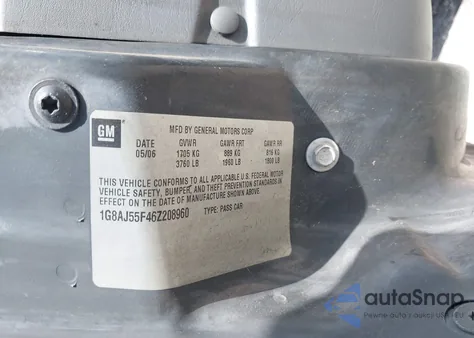 GM
MFD BY GENERAL MOTORS CORP
DATE GVWR GAWR FRT GAWR RR
05/06 1705 KG 889 KG 816 KG
3760 LB 1960 LB 1800 LB
THIS VEHICLE CONFORMS TO ALL APPLICABLE U.S. FEDERAL MOTOR
VEHICLE SAFETY, BUMPER, AND THEFT PREVENTION STANDARDS IN
EFFECT ON THE DATE OF MANUFACTURE SHOWN ABOVE.
1G8AJ55F46Z208960 TYPE: PASS CAR
autoSnap